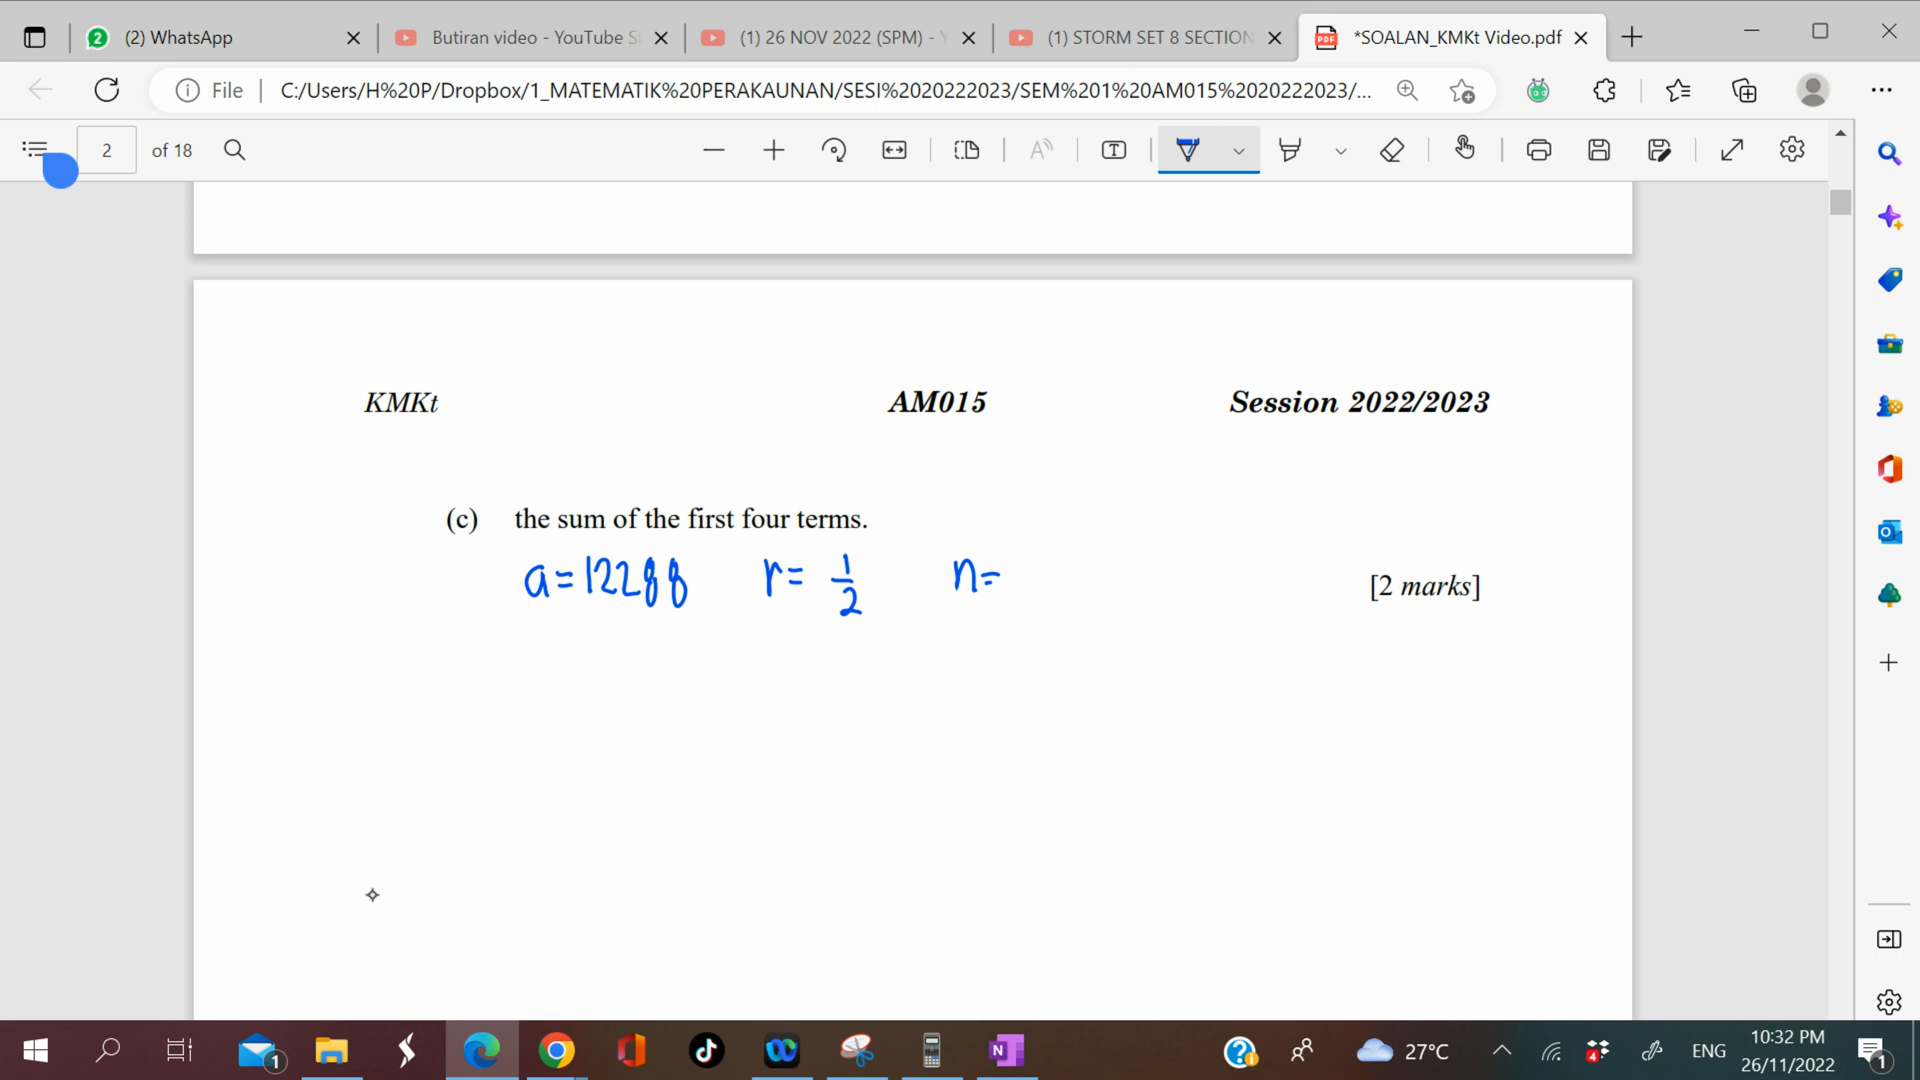 (2) WhatsApp
Butiran video - YouTube S
(1) 26 NOV 2022 (SPM) - Y
(1) STORM SET 8 SECTION
*SOALAN_KMKt Video.pdf
File
C:/Users/H%20P/Dropbox/1_MATEMATIK%20PERAKAUNAN/SESI%2020222023/SEM%201%20AM015%2020222023/...
2 of 18
KMKt AM015 Session 2022/2023
(c) the sum of the first four terms.
a = 12288 r = 1/2 n =
[2 marks]
27°C
ENG
10:32 PM
26/11/2022